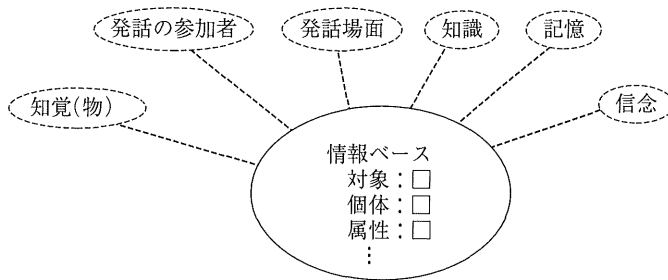 発話の参加者
発話場面
知識
記憶
知覚(物)
信念
情報ベース
対象:□
個体:□
属性:□
⋮